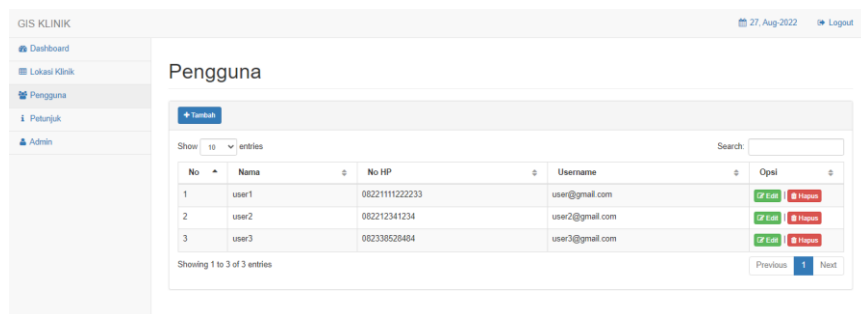 GIS KLINIK 27, Aug-2022 Logout
Dashboard
Lokasi Klinik
Pengguna
Petunjuk
Admin
Pengguna
+ Tambah
Show 10 entries Search:
No Nama No HP Username Opsi
1 user1 08221111222233 user@gmail.com Edit | Hapus
2 user2 082212341234 user2@gmail.com Edit | Hapus
3 user3 082338528484 user3@gmail.com Edit | Hapus
Showing 1 to 3 of 3 entries Previous 1 Next